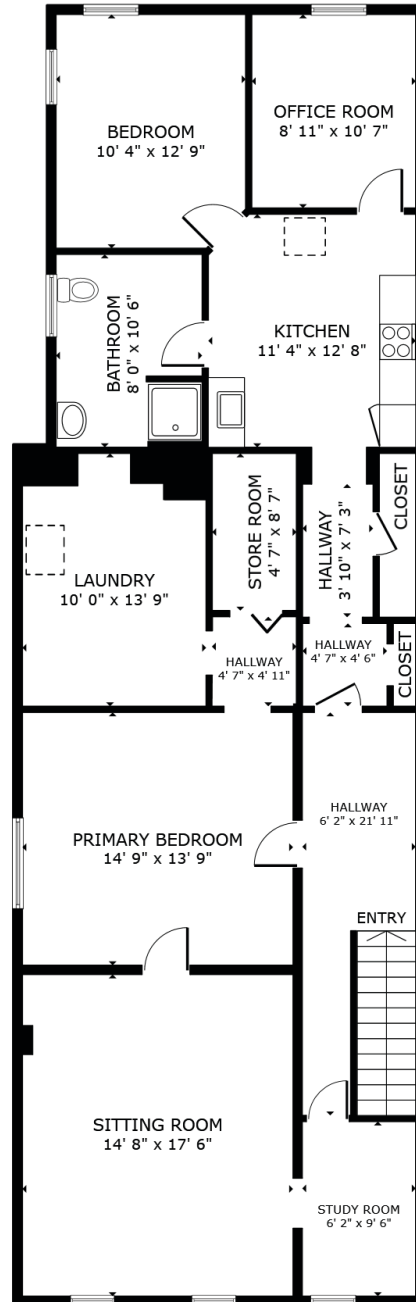 BEDROOM
10' 4" x 12' 9"
OFFICE ROOM
8' 11" x 10' 7"
BATHROOM
8' 0" x 10' 6"
KITCHEN
11' 4" x 12' 8"
LAUNDRY
10' 0" x 13' 9"
STORE ROOM
4' 7" x 8' 7"
HALLWAY
3' 10" x 7' 3"
CLOSET
HALLWAY
4' 7" x 4' 11"
HALLWAY
4' 7" x 4' 6"
CLOSET
PRIMARY BEDROOM
14' 9" x 13' 9"
HALLWAY
6' 2" x 21' 11"
ENTRY
SITTING ROOM
14' 8" x 17' 6"
STUDY ROOM
6' 2" x 9' 6"